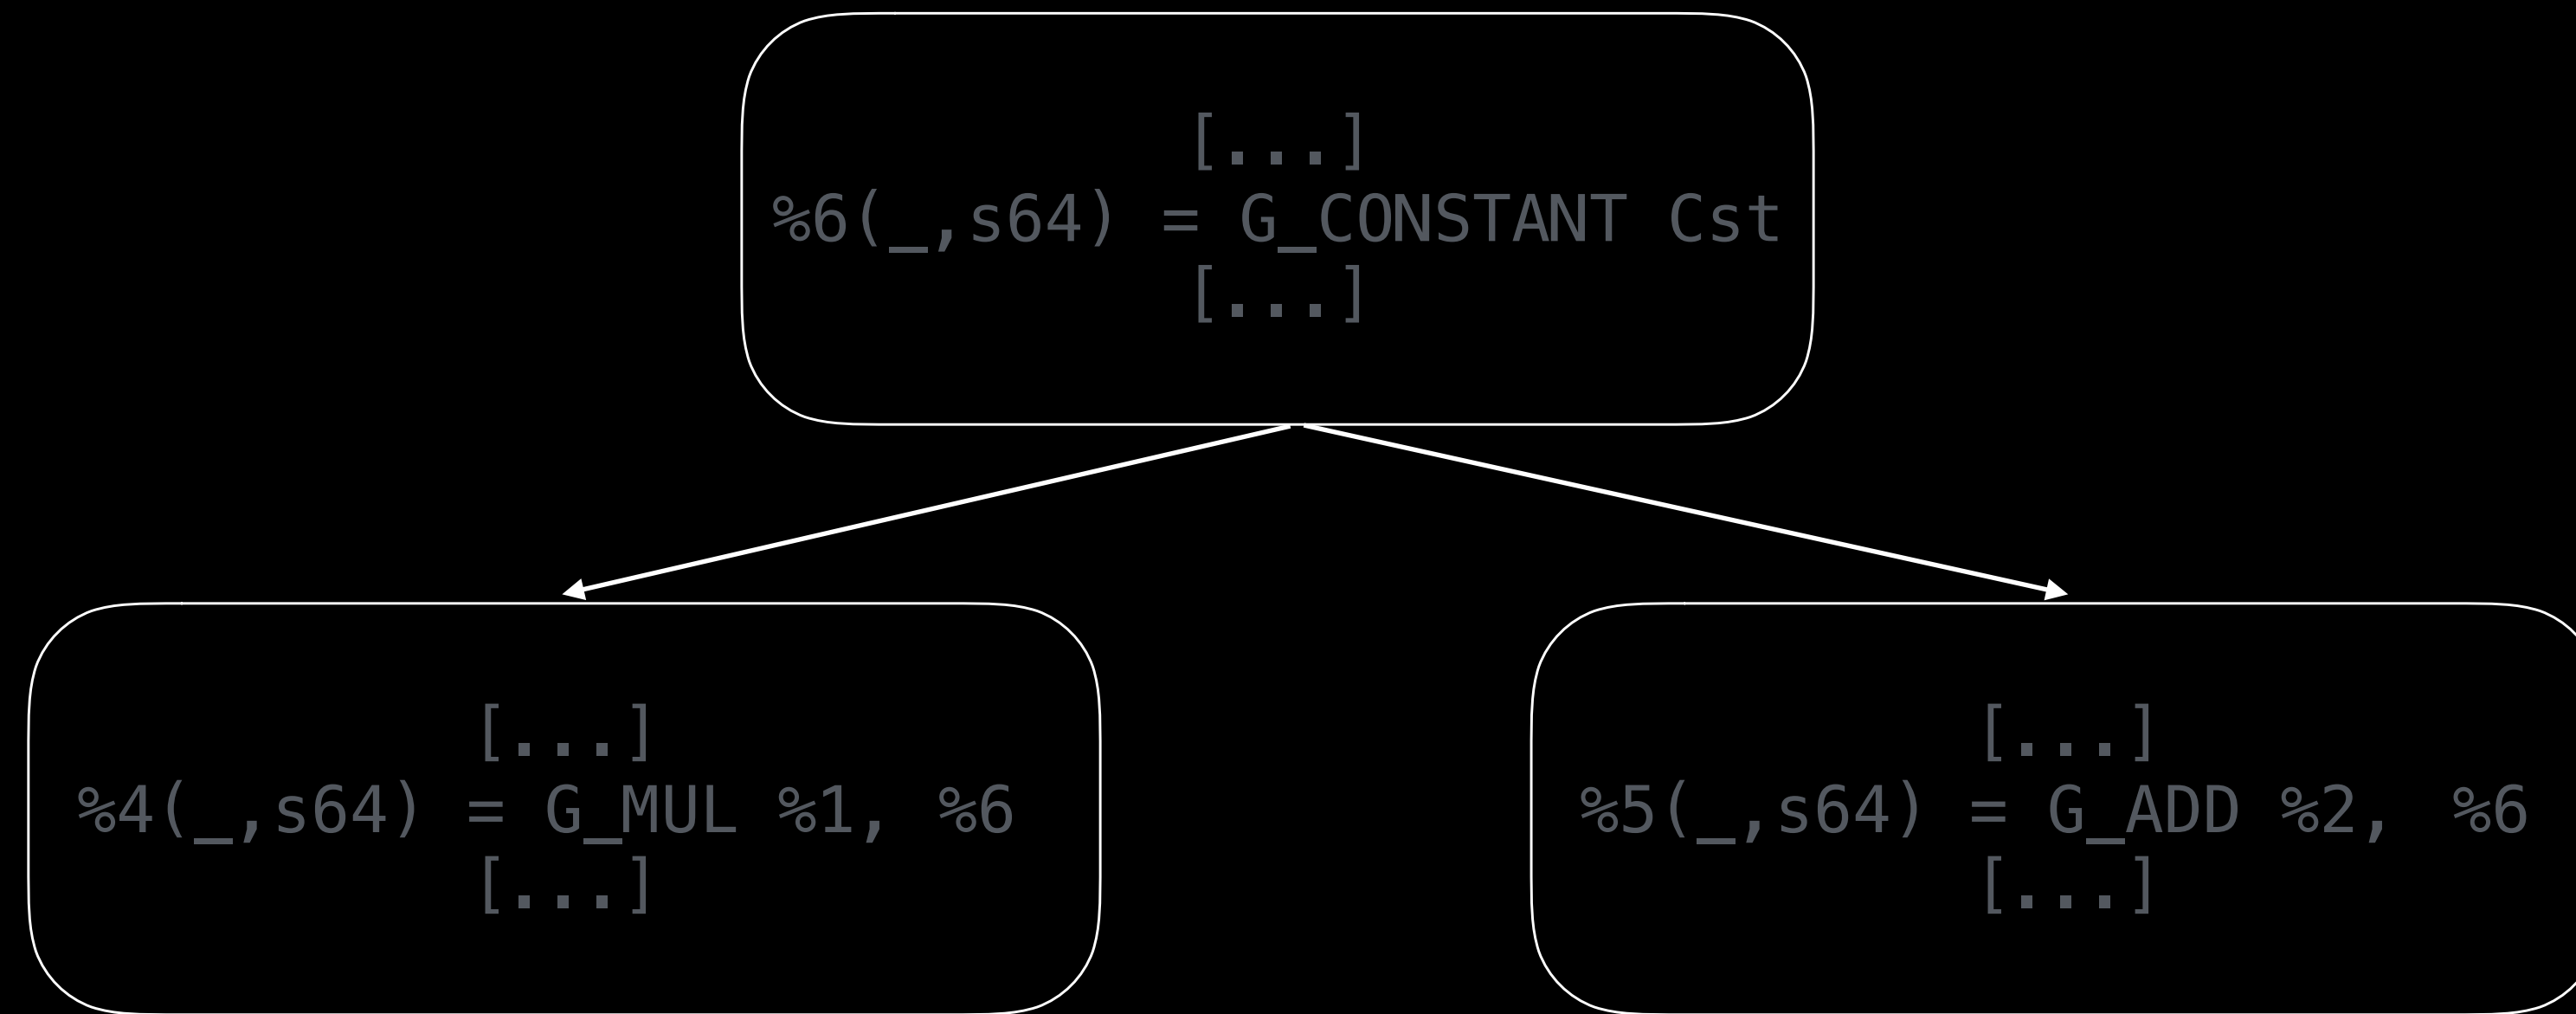 [...]
%6(_,s64) = G_CONSTANT Cst
[...]
[...]
%4(_,s64) = G_MUL %1, %6
[...]
[...]
%5(_,s64) = G_ADD %2, %6
[...]